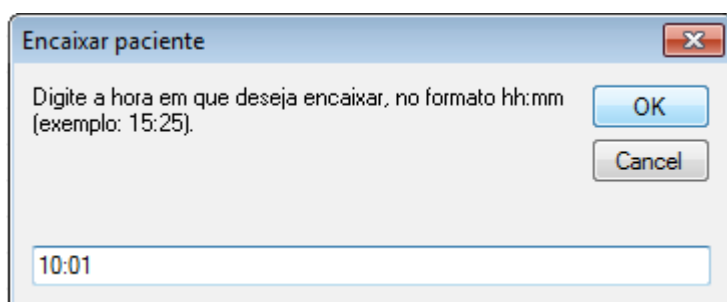 Encaixar paciente
Digite a hora em que deseja encaixar, no formato hh:mm
(exemplo: 15:25).
OK
Cancel
10:01